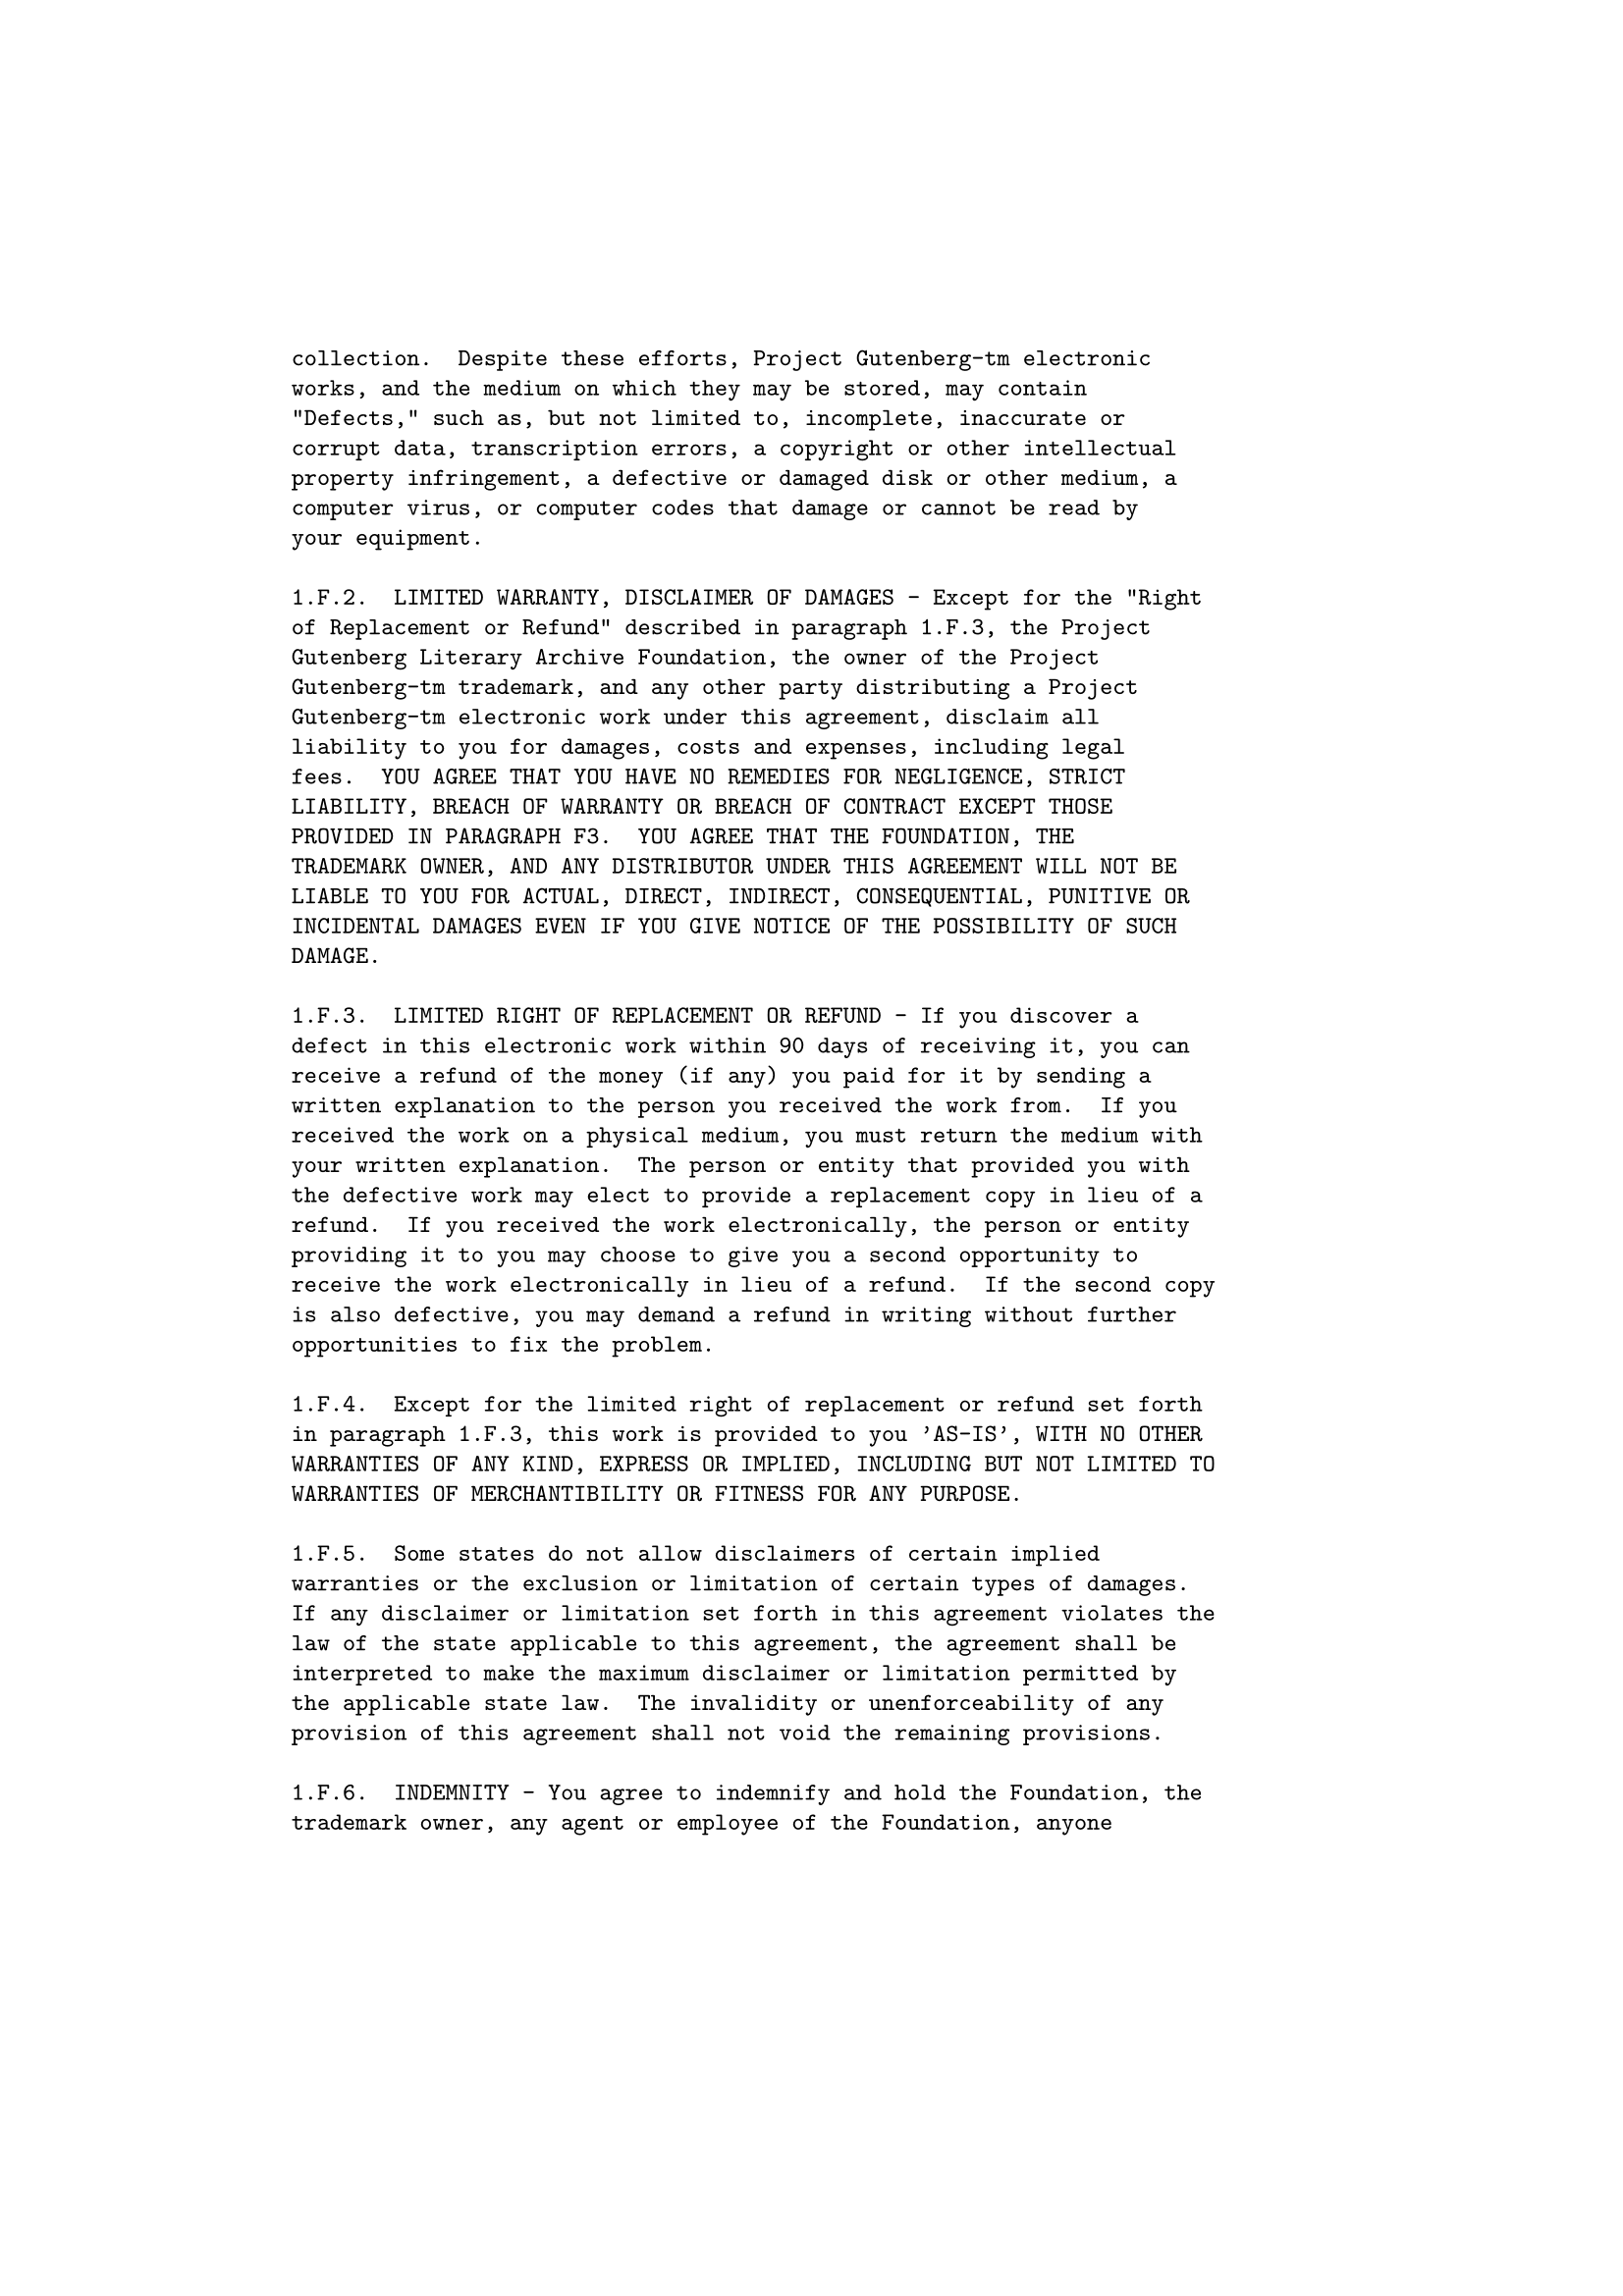 collection.  Despite these efforts, Project Gutenberg-tm electronic
works, and the medium on which they may be stored, may contain
"Defects," such as, but not limited to, incomplete, inaccurate or
corrupt data, transcription errors, a copyright or other intellectual
property infringement, a defective or damaged disk or other medium, a
computer virus, or computer codes that damage or cannot be read by
your equipment.

1.F.2.  LIMITED WARRANTY, DISCLAIMER OF DAMAGES - Except for the "Right
of Replacement or Refund" described in paragraph 1.F.3, the Project
Gutenberg Literary Archive Foundation, the owner of the Project
Gutenberg-tm trademark, and any other party distributing a Project
Gutenberg-tm electronic work under this agreement, disclaim all
liability to you for damages, costs and expenses, including legal
fees.  YOU AGREE THAT YOU HAVE NO REMEDIES FOR NEGLIGENCE, STRICT
LIABILITY, BREACH OF WARRANTY OR BREACH OF CONTRACT EXCEPT THOSE
PROVIDED IN PARAGRAPH F3.  YOU AGREE THAT THE FOUNDATION, THE
TRADEMARK OWNER, AND ANY DISTRIBUTOR UNDER THIS AGREEMENT WILL NOT BE
LIABLE TO YOU FOR ACTUAL, DIRECT, INDIRECT, CONSEQUENTIAL, PUNITIVE OR
INCIDENTAL DAMAGES EVEN IF YOU GIVE NOTICE OF THE POSSIBILITY OF SUCH
DAMAGE.

1.F.3.  LIMITED RIGHT OF REPLACEMENT OR REFUND - If you discover a
defect in this electronic work within 90 days of receiving it, you can
receive a refund of the money (if any) you paid for it by sending a
written explanation to the person you received the work from.  If you
received the work on a physical medium, you must return the medium with
your written explanation.  The person or entity that provided you with
the defective work may elect to provide a replacement copy in lieu of a
refund.  If you received the work electronically, the person or entity
providing it to you may choose to give you a second opportunity to
receive the work electronically in lieu of a refund.  If the second copy
is also defective, you may demand a refund in writing without further
opportunities to fix the problem.

1.F.4.  Except for the limited right of replacement or refund set forth
in paragraph 1.F.3, this work is provided to you ’AS-IS’, WITH NO OTHER
WARRANTIES OF ANY KIND, EXPRESS OR IMPLIED, INCLUDING BUT NOT LIMITED TO
WARRANTIES OF MERCHANTIBILITY OR FITNESS FOR ANY PURPOSE.

1.F.5.  Some states do not allow disclaimers of certain implied
warranties or the exclusion or limitation of certain types of damages.
If any disclaimer or limitation set forth in this agreement violates the
law of the state applicable to this agreement, the agreement shall be
interpreted to make the maximum disclaimer or limitation permitted by
the applicable state law.  The invalidity or unenforceability of any
provision of this agreement shall not void the remaining provisions.

1.F.6.  INDEMNITY - You agree to indemnify and hold the Foundation, the
trademark owner, any agent or employee of the Foundation, anyone